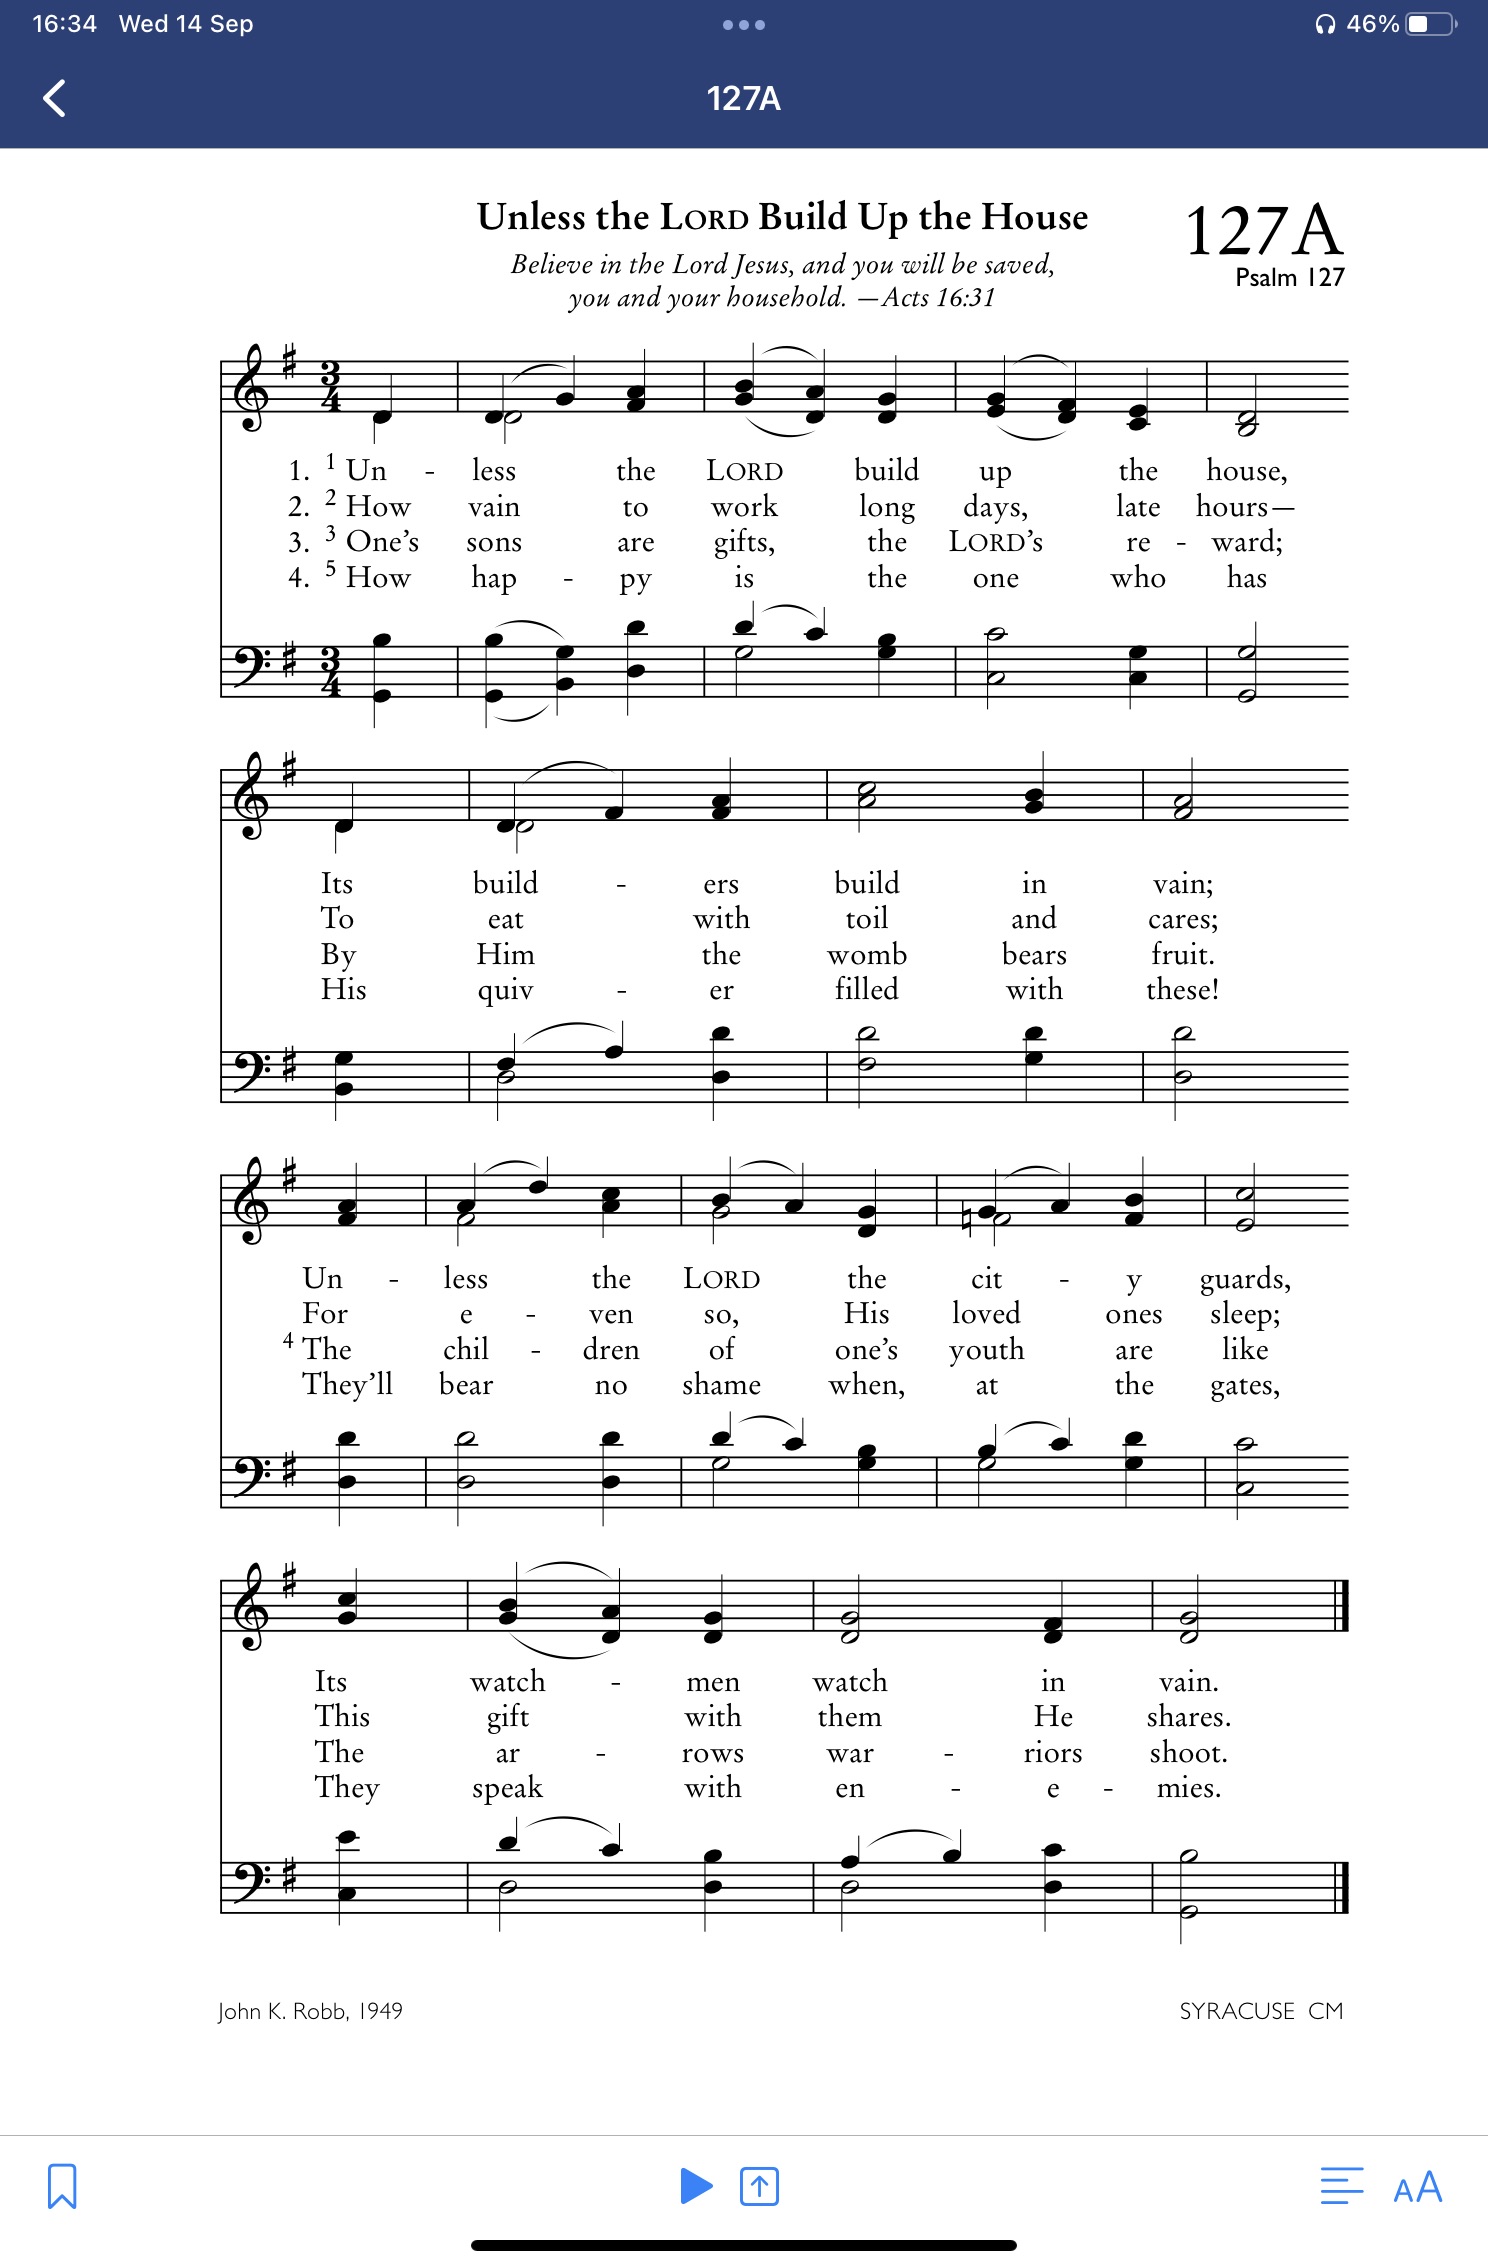 16:34 Wed 14 Sep 46%
127A
Unless the LORD Build Up the House
127A
Believe in the Lord Jesus, and you will be saved,
you and your household. —Acts 16:31
Psalm 127
3 4
1. 1 Un - less the LORD build up the house,
2. 2 How vain to work long days, late hours—
3. 3 One’s sons are gifts, the LORD’s re - ward;
4. 5 How hap - py is the one who has
3 4
Its build - ers build in vain;
To eat with toil and cares;
By Him the womb bears fruit.
His quiv - er filled with these!
Un - less the LORD the cit - y guards,
For e - ven so, His loved ones sleep;
4 The chil - dren of one’s youth are like
They’ll bear no shame when, at the gates,
Its watch - men watch in vain.
This gift with them He shares.
The ar - rows war - riors shoot.
They speak with en - e - mies.
John K. Robb, 1949 SYRACUSE CM
AA